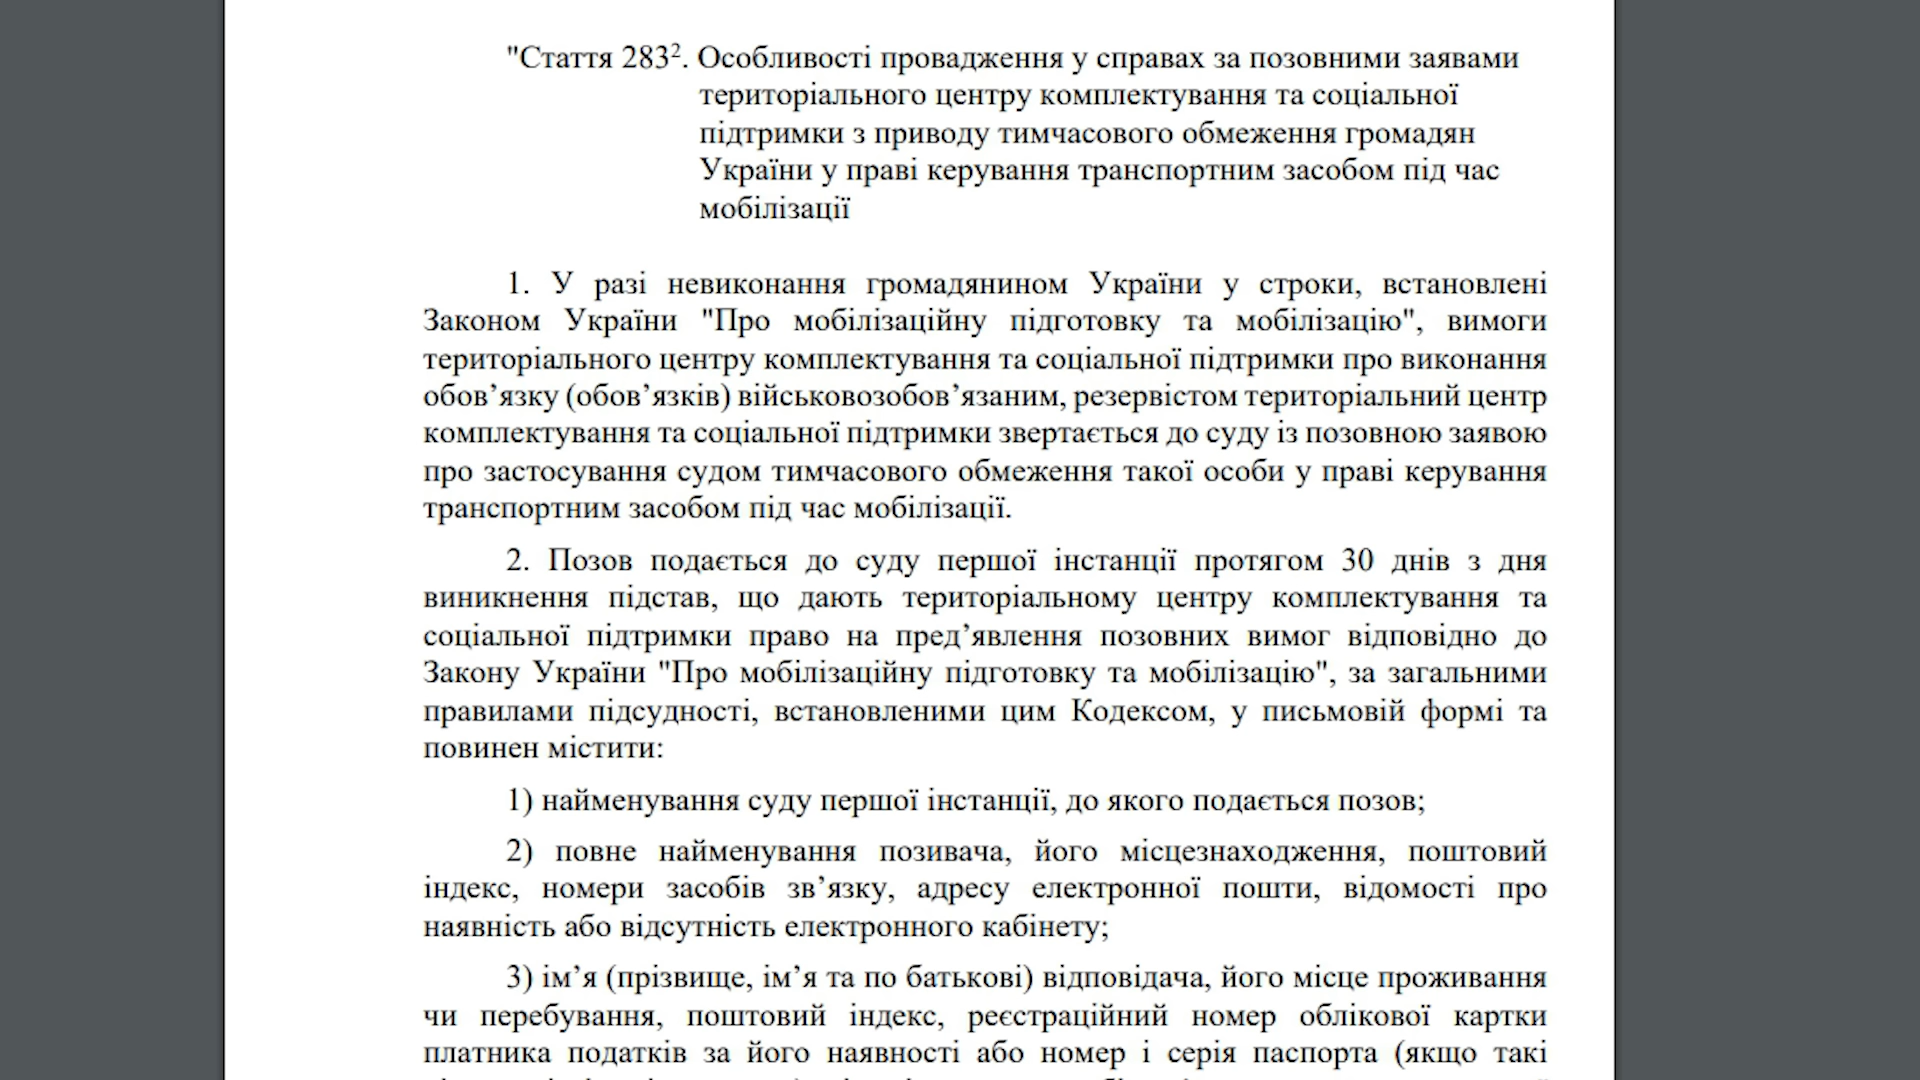 "Стаття 283². Особливості провадження у справах за позовними заявами
територіального центру комплектування та соціальної
підтримки з приводу тимчасового обмеження громадян
України у праві керування транспортним засобом під час
мобілізації
1. У разі невиконання громадянином України у строки, встановлені
Законом України "Про мобілізаційну підготовку та мобілізацію", вимоги
територіального центру комплектування та соціальної підтримки про виконання
обов’язку (обов’язків) військовозобов’язаним, резервістом територіальний центр
комплектування та соціальної підтримки звертається до суду із позовною заявою
про застосування судом тимчасового обмеження такої особи у праві керування
транспортним засобом під час мобілізації.
2. Позов подається до суду першої інстанції протягом 30 днів з дня
виникнення підстав, що дають територіальному центру комплектування та
соціальної підтримки право на пред’явлення позовних вимог відповідно до
Закону України "Про мобілізаційну підготовку та мобілізацію", за загальними
правилами підсудності, встановленими цим Кодексом, у письмовій формі та
повинен містити:
1) найменування суду першої інстанції, до якого подається позов;
2) повне найменування позивача, його місцезнаходження, поштовий
індекс, номери засобів зв’язку, адресу електронної пошти, відомості про
наявність або відсутність електронного кабінету;
3) ім’я (прізвище, ім’я та по батькові) відповідача, його місце проживання
чи перебування, поштовий індекс, реєстраційний номер облікової картки
платника податків за його наявності або номер і серія паспорта (якщо такі